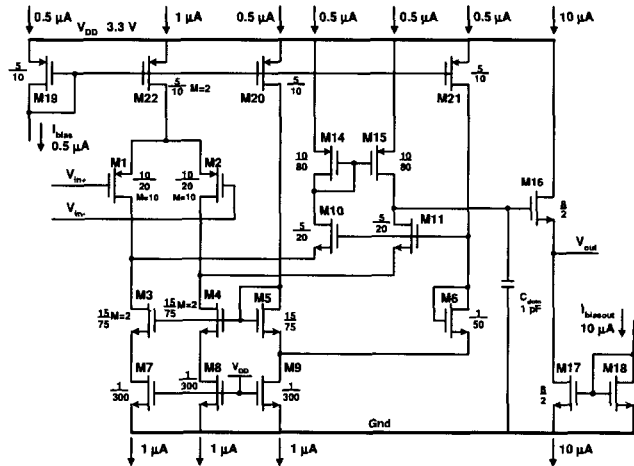 0.5 µA
1 µA
0.5 µA
0.5 µA
0.5 µA
0.5 µA
10 µA
VDD 3.3 V
5/10
M19
M22
5/10 M=2
M20
5/10
M21
5/10
Ibias
0.5 µA
M1
10/20
M=10
M2
10/20
M=10
M14
10/80
M15
10/80
M16
8/2
Vin+
Vin-
M10
5/20
M11
5/20
Vout
M3
15/75 M=2
M4
15/75 M=2
M5
15/75
M6
1/50
1 pF
Ibiasout
10 µA
M7
1/300
M8
1/300
VDD
M9
1/300
M17
8/2
M18
Gnd
1 µA
1 µA
1 µA
10 µA